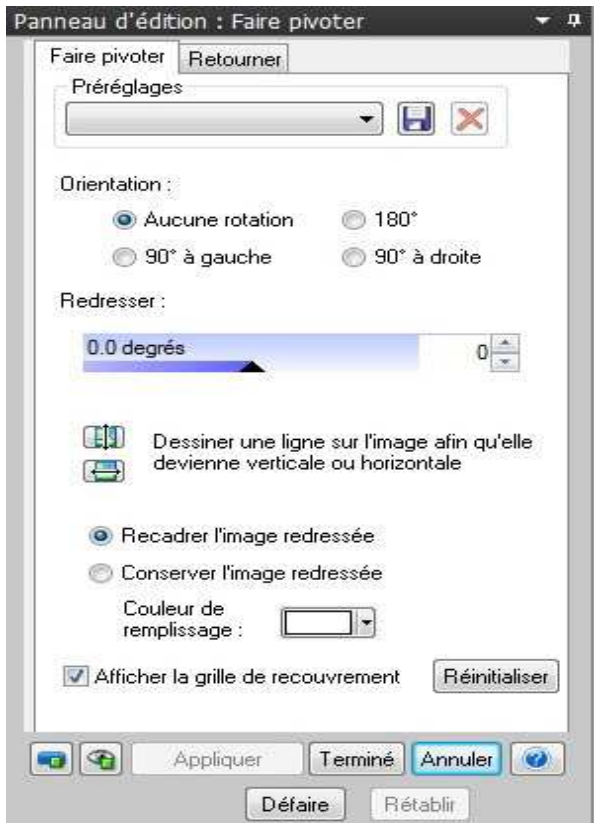 Panneau d'édition : Faire pivoter
Faire pivoter Retourner
Préréglages
Orientation :
Aucune rotation 180°
90° à gauche 90° à droite
Redresser :
0.0 degrés 0
Dessiner une ligne sur l'image afin qu'elle
devienne verticale ou horizontale
Recadrer l'image redressée
Conserver l'image redressée
Couleur de
remplissage :
Afficher la grille de recouvrement Réinitialiser
Appliquer Terminé Annuler ?
Défaire Rétablir